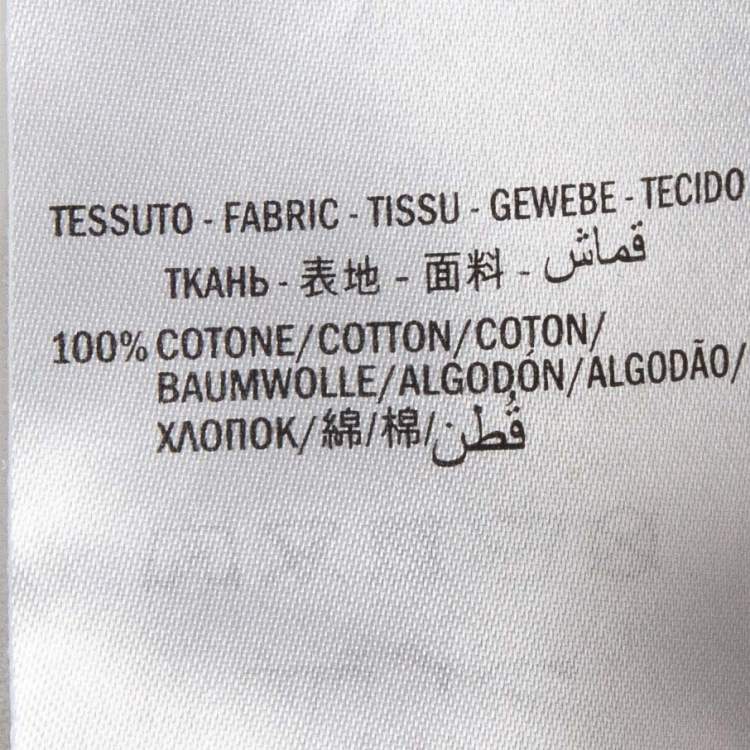 TESSUTO - FABRIC - TISSU - GEWEBE - TECIDO
ТКАНЬ - 表地 - 面料 - قماش
100% COTONE/COTTON/COTON/
BAUMWOLLE/ALGODÓN/ALGODÃO/
ХЛОПОК/綿/棉/قُطن